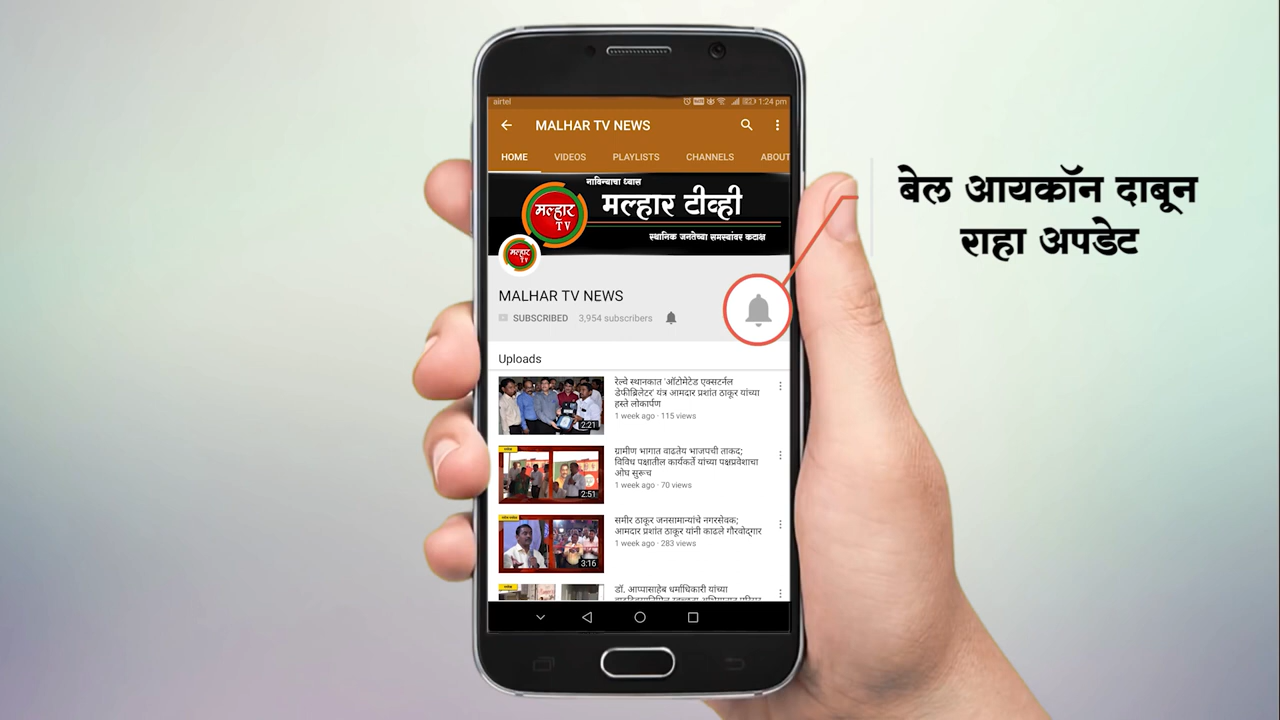 airtel 1:24 pm
MALHAR TV NEWS
HOME VIDEOS PLAYLISTS CHANNELS ABOUT
नाविन्याचा ध्यास
मल्हार टीव्ही
मल्हार
TV
स्थानिक जनतेच्या समस्यांवर कटाक्ष
मल्हार
TV
MALHAR TV NEWS
SUBSCRIBED 3,954 subscribers
बेल आयकॉन दाबून
राहा अपडेट
Uploads
रेल्वे स्थानकात 'ऑटोमेटेड एक्सटर्नल
डेफीब्रिलेटर' यंत्र आमदार प्रशांत ठाकूर यांच्या
हस्ते लोकार्पण
1 week ago · 115 views
2:21
ग्रामीण भागात वाढतेय भाजपची ताकद;
विविध पक्षातील कार्यकर्ते यांच्या पक्षप्रवेशाचा
ओघ सुरूच
1 week ago · 70 views
2:51
समीर ठाकूर जनसामान्यांचे नगरसेवक;
आमदार प्रशांत ठाकूर यांनी काढले गौरवोद्गार
1 week ago · 283 views
3:16
डॉ. आप्पासाहेब धर्माधिकारी यांच्या